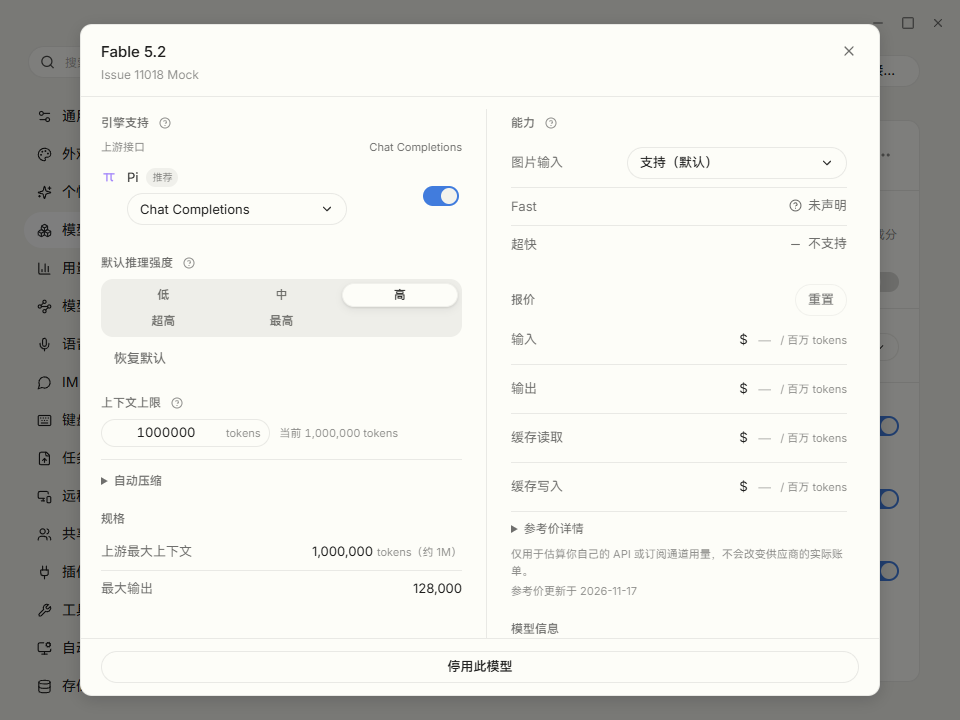 Fable 5.2
Issue 11018 Mock
引擎支持
上游接口
Chat Completions
π Pi 推荐
Chat Completions
默认推理强度
低 中 高
超高 最高
恢复默认
上下文上限
1000000 tokens 当前 1,000,000 tokens
自动压缩
规格
上游最大上下文 1,000,000 tokens（约 1M）
最大输出 128,000
能力
图片输入 支持（默认）
Fast 未声明
超快 — 不支持
报价 重置
输入 $ — / 百万 tokens
输出 $ — / 百万 tokens
缓存读取 $ — / 百万 tokens
缓存写入 $ — / 百万 tokens
参考价详情
仅用于估算你自己的 API 或订阅通道用量，不会改变供应商的实际账
单。
参考价更新于 2026-11-17
模型信息
停用此模型
IM